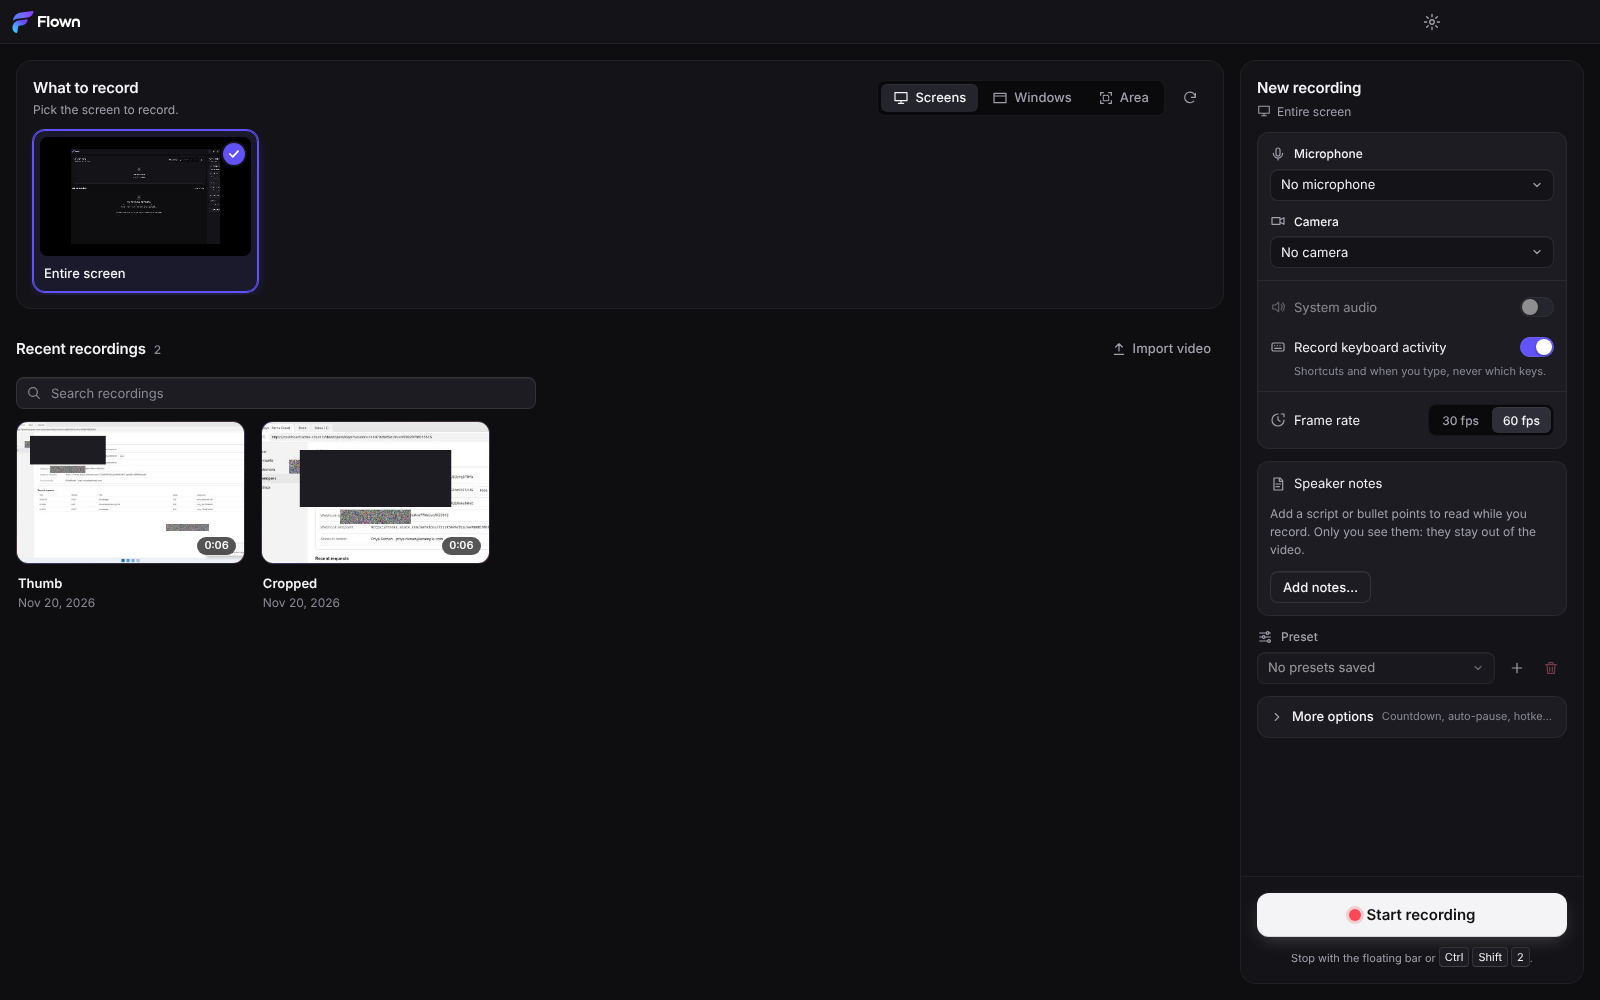 Flown
What to record
Pick the screen to record.
Screens
Windows
Area
Entire screen
Recent recordings 2
Import video
Search recordings
0:06
0:06
Thumb
Nov 20, 2026
Cropped
Nov 20, 2026
New recording
Entire screen
Microphone
No microphone
Camera
No camera
System audio
Record keyboard activity
Shortcuts and when you type, never which keys.
Frame rate
30 fps
60 fps
Speaker notes
Add a script or bullet points to read while you
record. Only you see them: they stay out of the
video.
Add notes...
Preset
No presets saved
More options Countdown, auto-pause, hotke...
Start recording
Stop with the floating bar or Ctrl Shift 2.